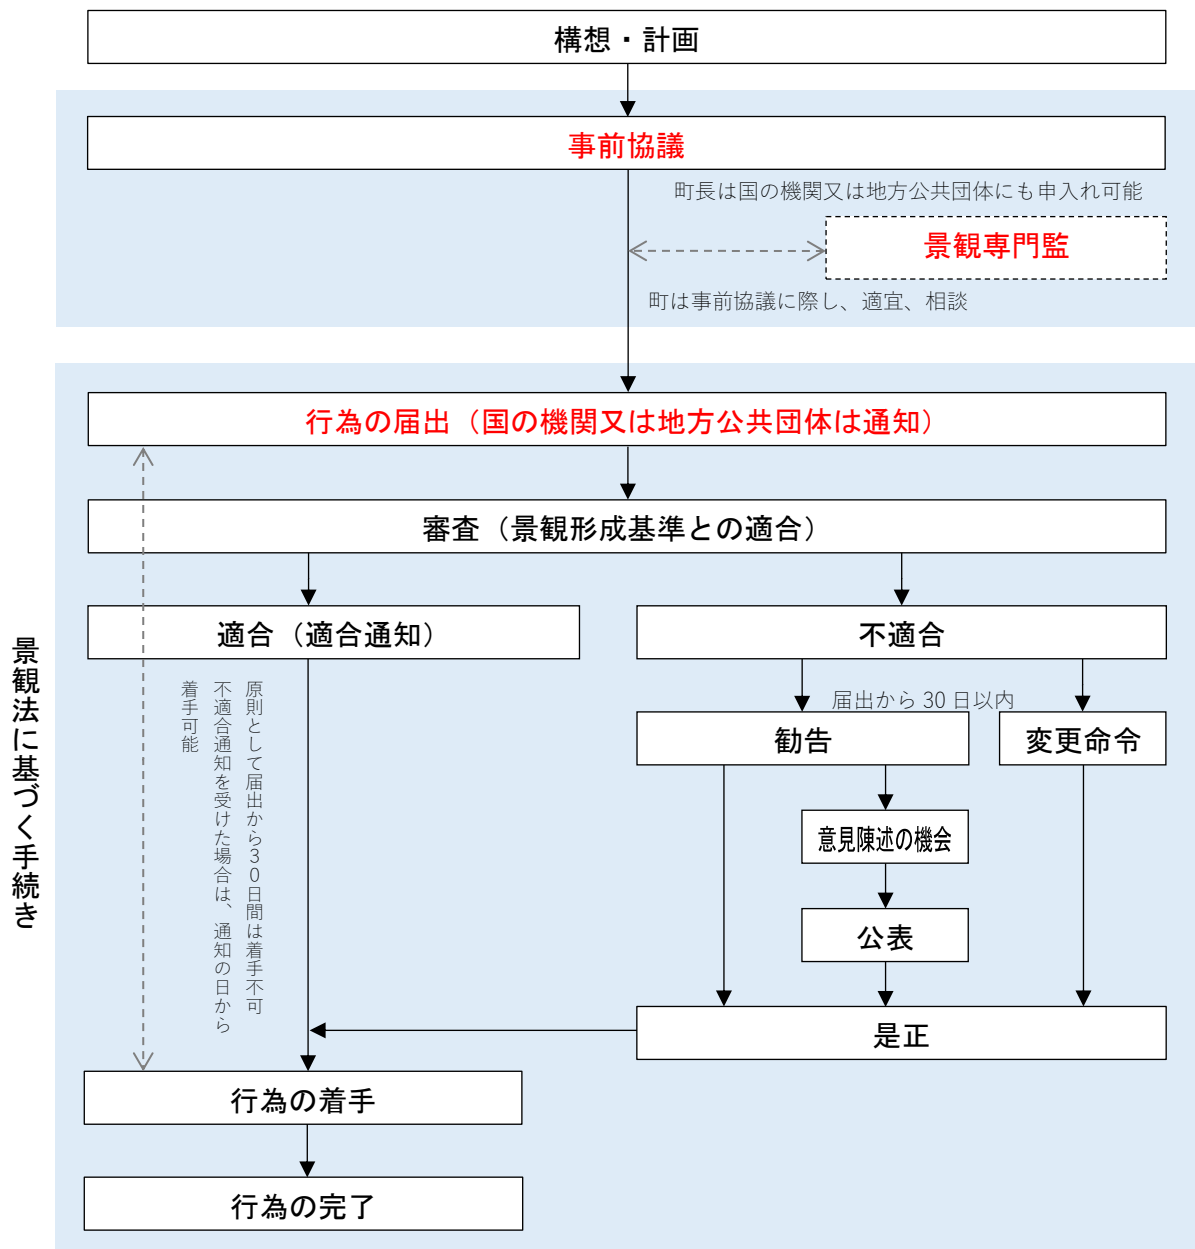 構想・計画
事前協議
町長は国の機関又は地方公共団体にも申入れ可能
景観専門監
町は事前協議に際し、適宜、相談
景観法に基づく手続き
行為の届出（国の機関又は地方公共団体は通知）
審査（景観形成基準との適合）
適合（適合通知）
不適合
原則として届出から３０日間は着手不可
不適合通知を受けた場合は、通知の日から
着手可能
届出から 30 日以内
勧告
変更命令
意見陳述の機会
公表
是正
行為の着手
行為の完了